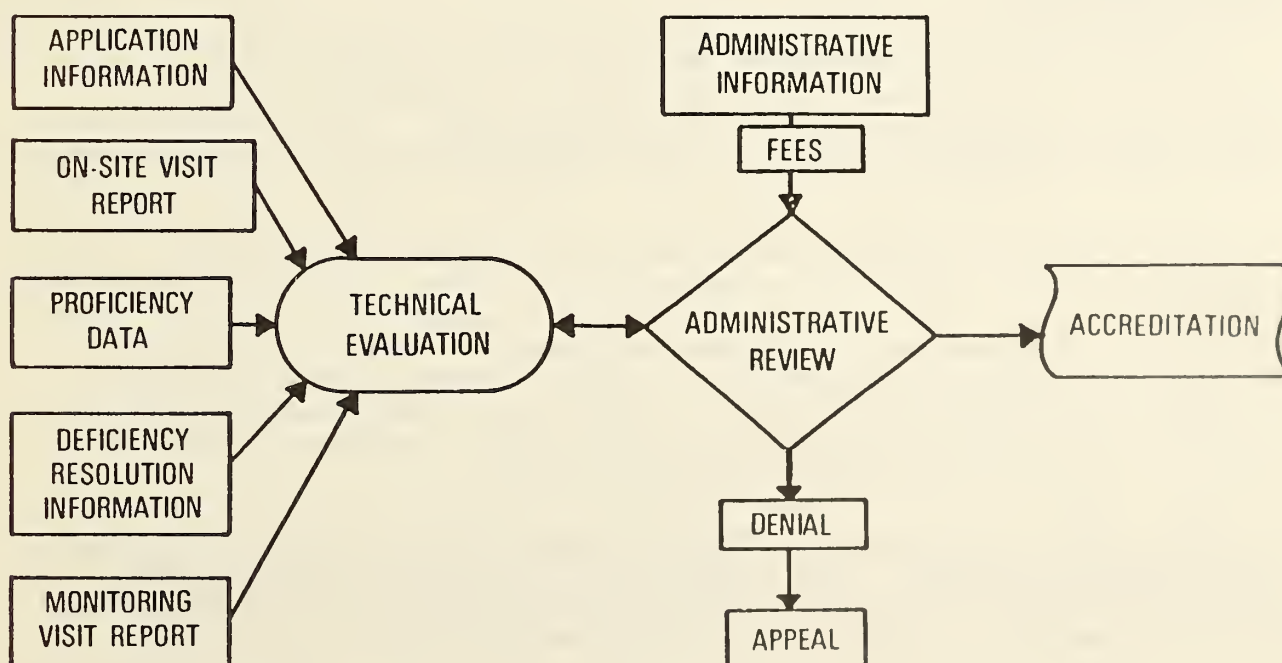 APPLICATION
INFORMATION
ON-SITE VISIT
REPORT
PROFICIENCY
DATA
DEFICIENCY
RESOLUTION
INFORMATION
MONITORING
VISIT REPORT
TECHNICAL
EVALUATION
ADMINISTRATIVE
INFORMATION
FEES
ADMINISTRATIVE
REVIEW
DENIAL
APPEAL
ACCREDITATION